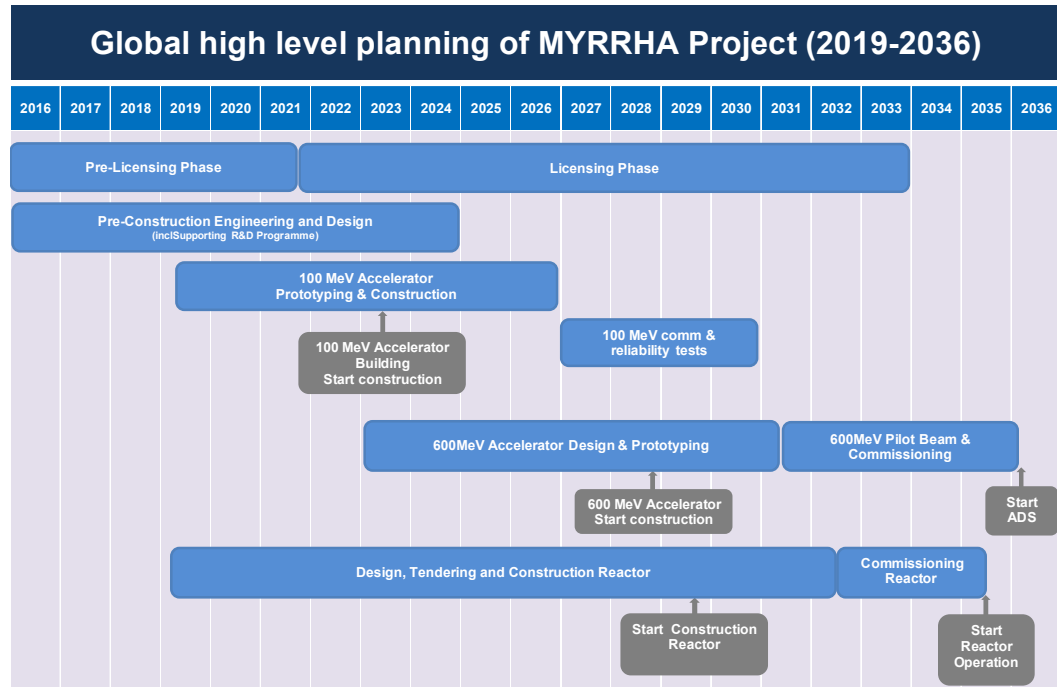 Global high level planning of MYRRHA Project (2019-2036)
2016 2017 2018 2019 2020 2021 2022 2023 2024 2025 2026 2027 2028 2029 2030 2031 2032 2033 2034 2035 2036
Pre-Licensing Phase
Licensing Phase
Pre-Construction Engineering and Design
(inclSupporting R&D Programme)
100 MeV Accelerator
Prototyping & Construction
100 MeV Accelerator
Building
Start construction
100 MeV comm &
reliability tests
600MeV Accelerator Design & Prototyping
600MeV Pilot Beam &
Commissioning
600 MeV Accelerator
Start construction
Start
ADS
Design, Tendering and Construction Reactor
Commissioning
Reactor
Start Construction
Reactor
Start
Reactor
Operation